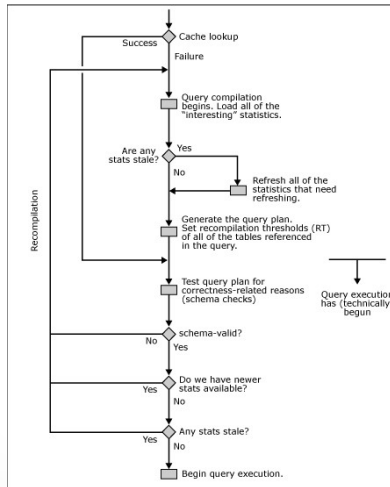 Cache lookup
Success
Failure
Query compilation
begins. Load all of the
“interesting” statistics.
Are any
stats stale?
Yes
No
Refresh all of the
statistics that need
refreshing.
Generate the query plan.
Set recompilation thresholds (RT)
of all of the tables referenced
in the query.
Recompilation
Test query plan for
correctness-related reasons
(schema checks)
Query execution
has (technically
begun
schema-valid?
No
Yes
Do we have newer
stats available?
Yes
No
Any stats stale?
Yes
No
Begin query execution.